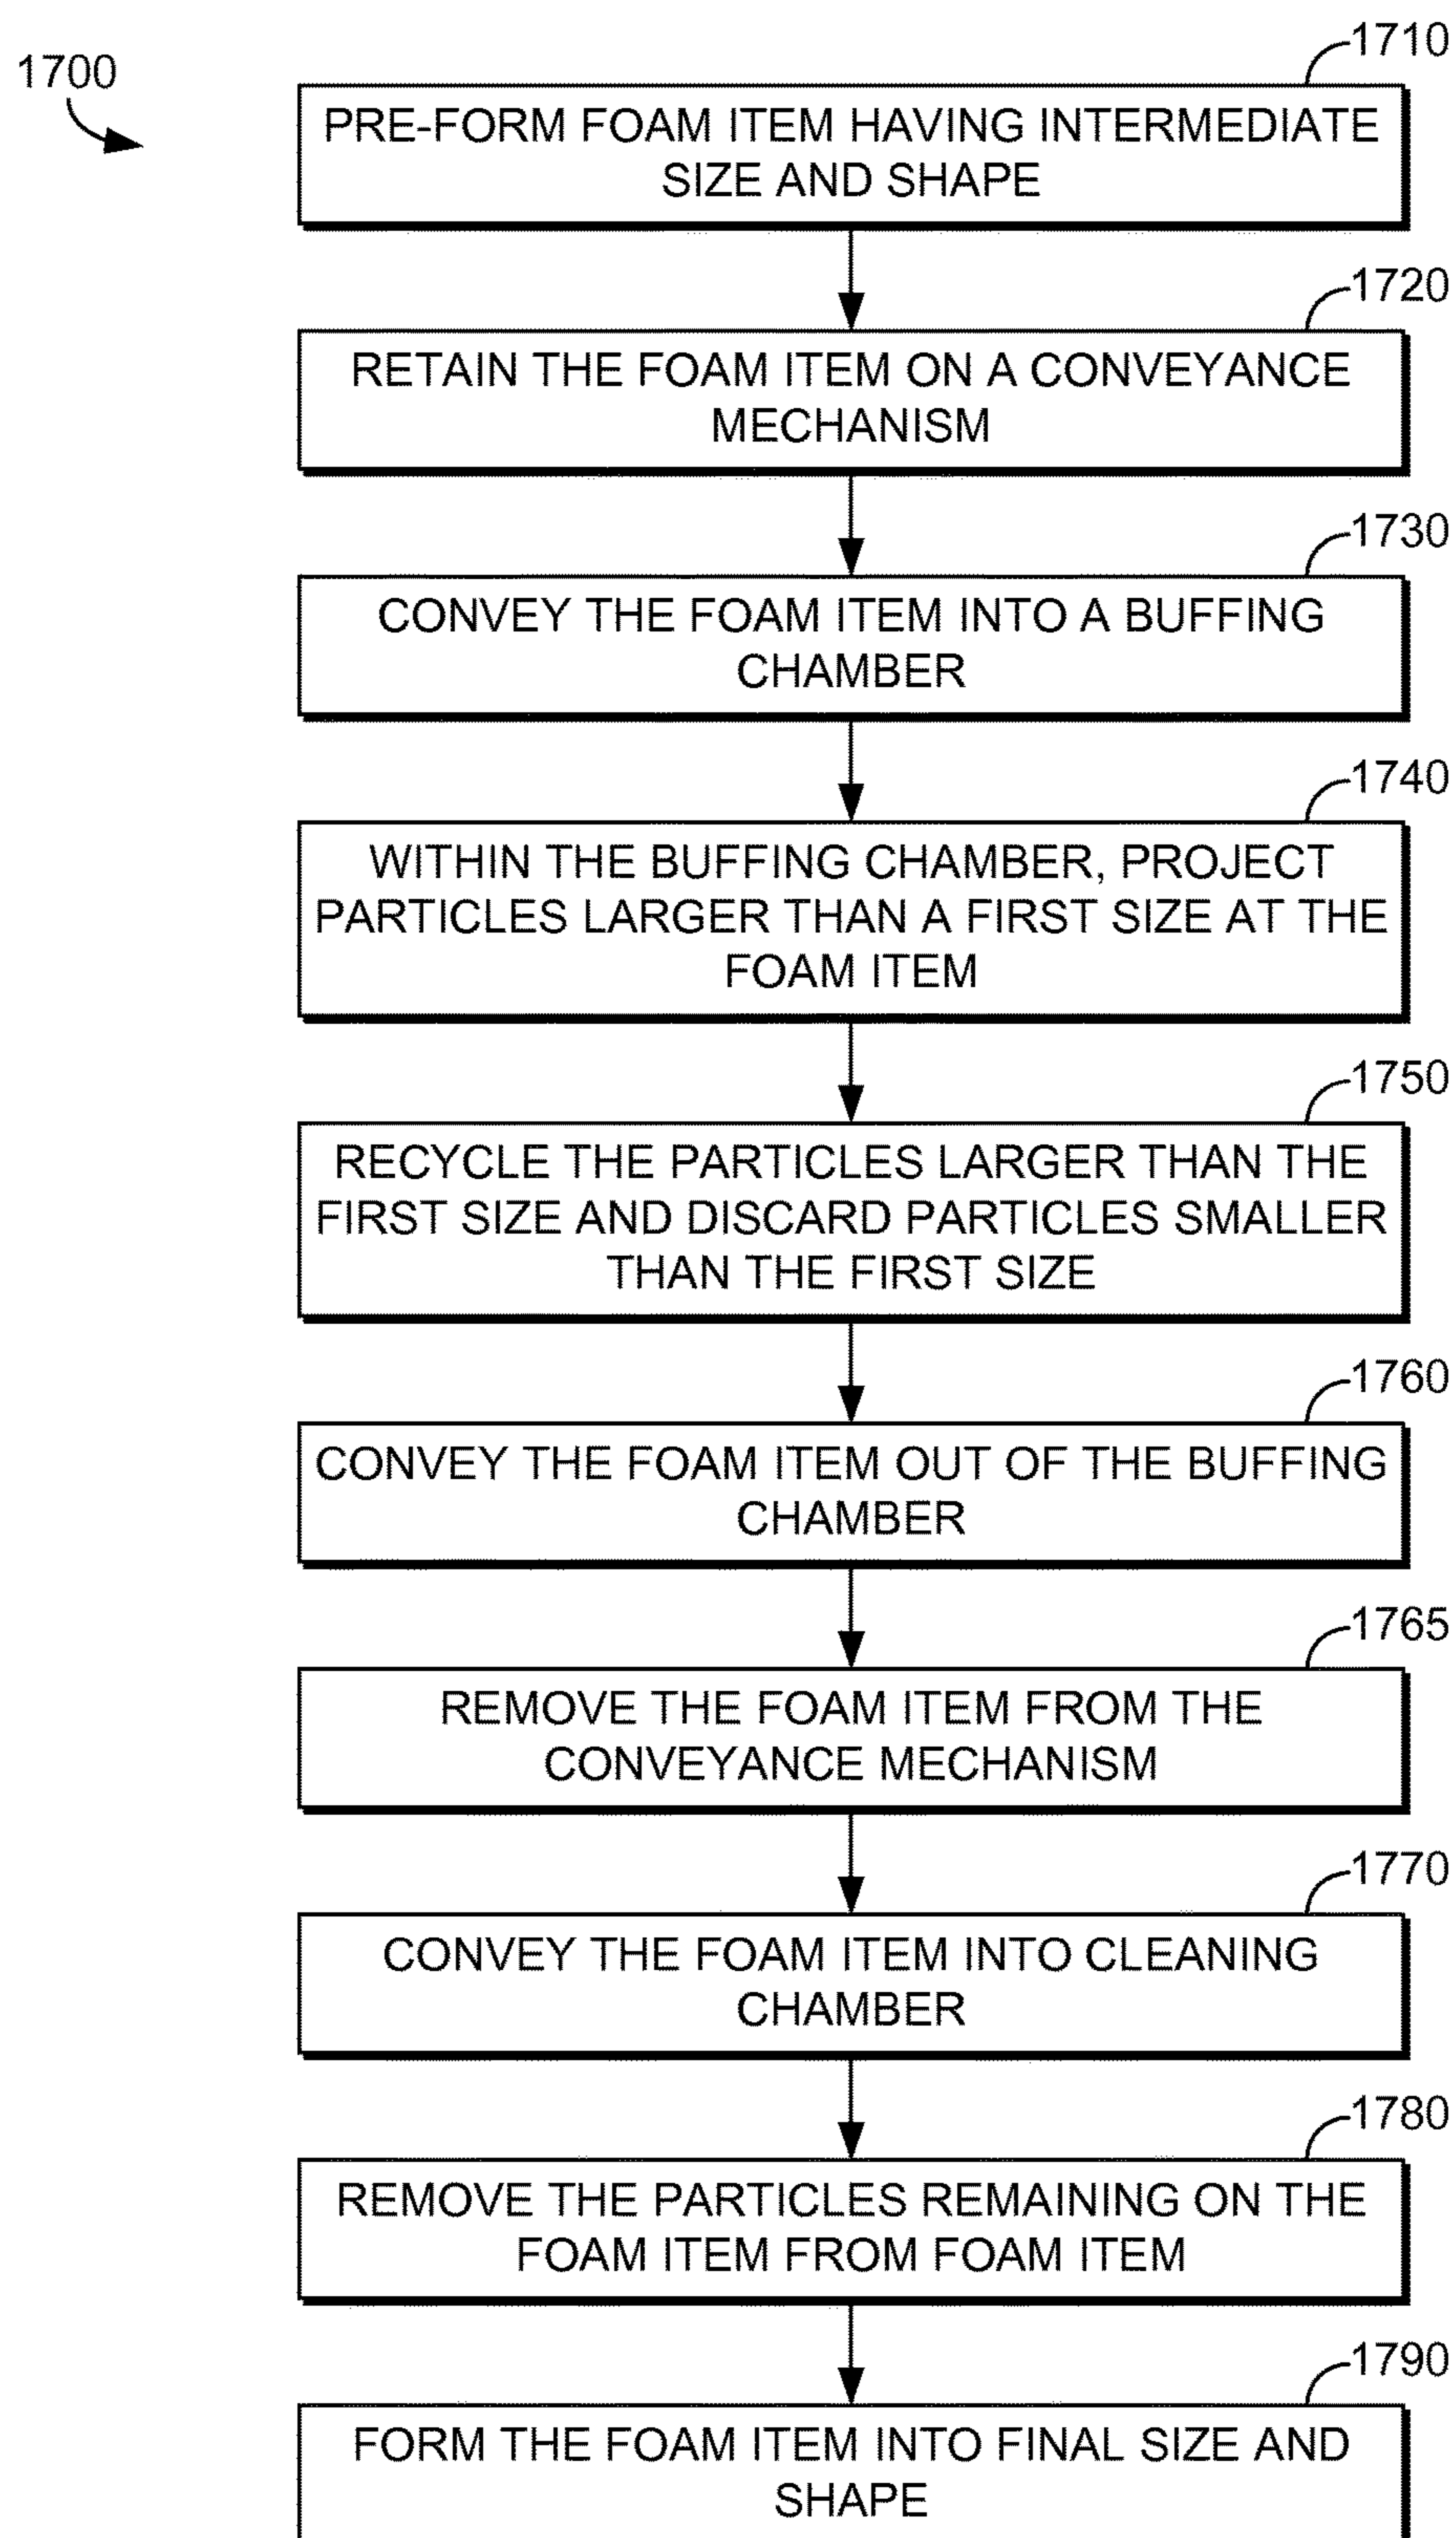 1700
1710
PRE-FORM FOAM ITEM HAVING INTERMEDIATE
SIZE AND SHAPE
1720
RETAIN THE FOAM ITEM ON A CONVEYANCE
MECHANISM
1730
CONVEY THE FOAM ITEM INTO A BUFFING
CHAMBER
1740
WITHIN THE BUFFING CHAMBER, PROJECT
PARTICLES LARGER THAN A FIRST SIZE AT THE
FOAM ITEM
1750
RECYCLE THE PARTICLES LARGER THAN THE
FIRST SIZE AND DISCARD PARTICLES SMALLER
THAN THE FIRST SIZE
1760
CONVEY THE FOAM ITEM OUT OF THE BUFFING
CHAMBER
1765
REMOVE THE FOAM ITEM FROM THE
CONVEYANCE MECHANISM
1770
CONVEY THE FOAM ITEM INTO CLEANING
CHAMBER
1780
REMOVE THE PARTICLES REMAINING ON THE
FOAM ITEM FROM FOAM ITEM
1790
FORM THE FOAM ITEM INTO FINAL SIZE AND
SHAPE